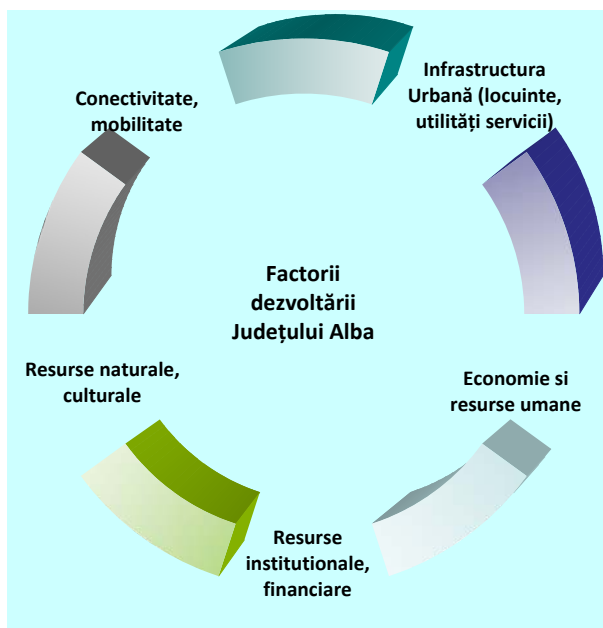 Infrastructura
Urbană (locuinte,
utilități servicii)
Conectivitate,
mobilitate
Factorii
dezvoltării
Județului Alba
Resurse naturale,
culturale
Economie si
resurse umane
Resurse
institutionale,
financiare